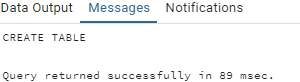 Data Output Messages Notifications
CREATE TABLE
Query returned successfully in 89 msec.